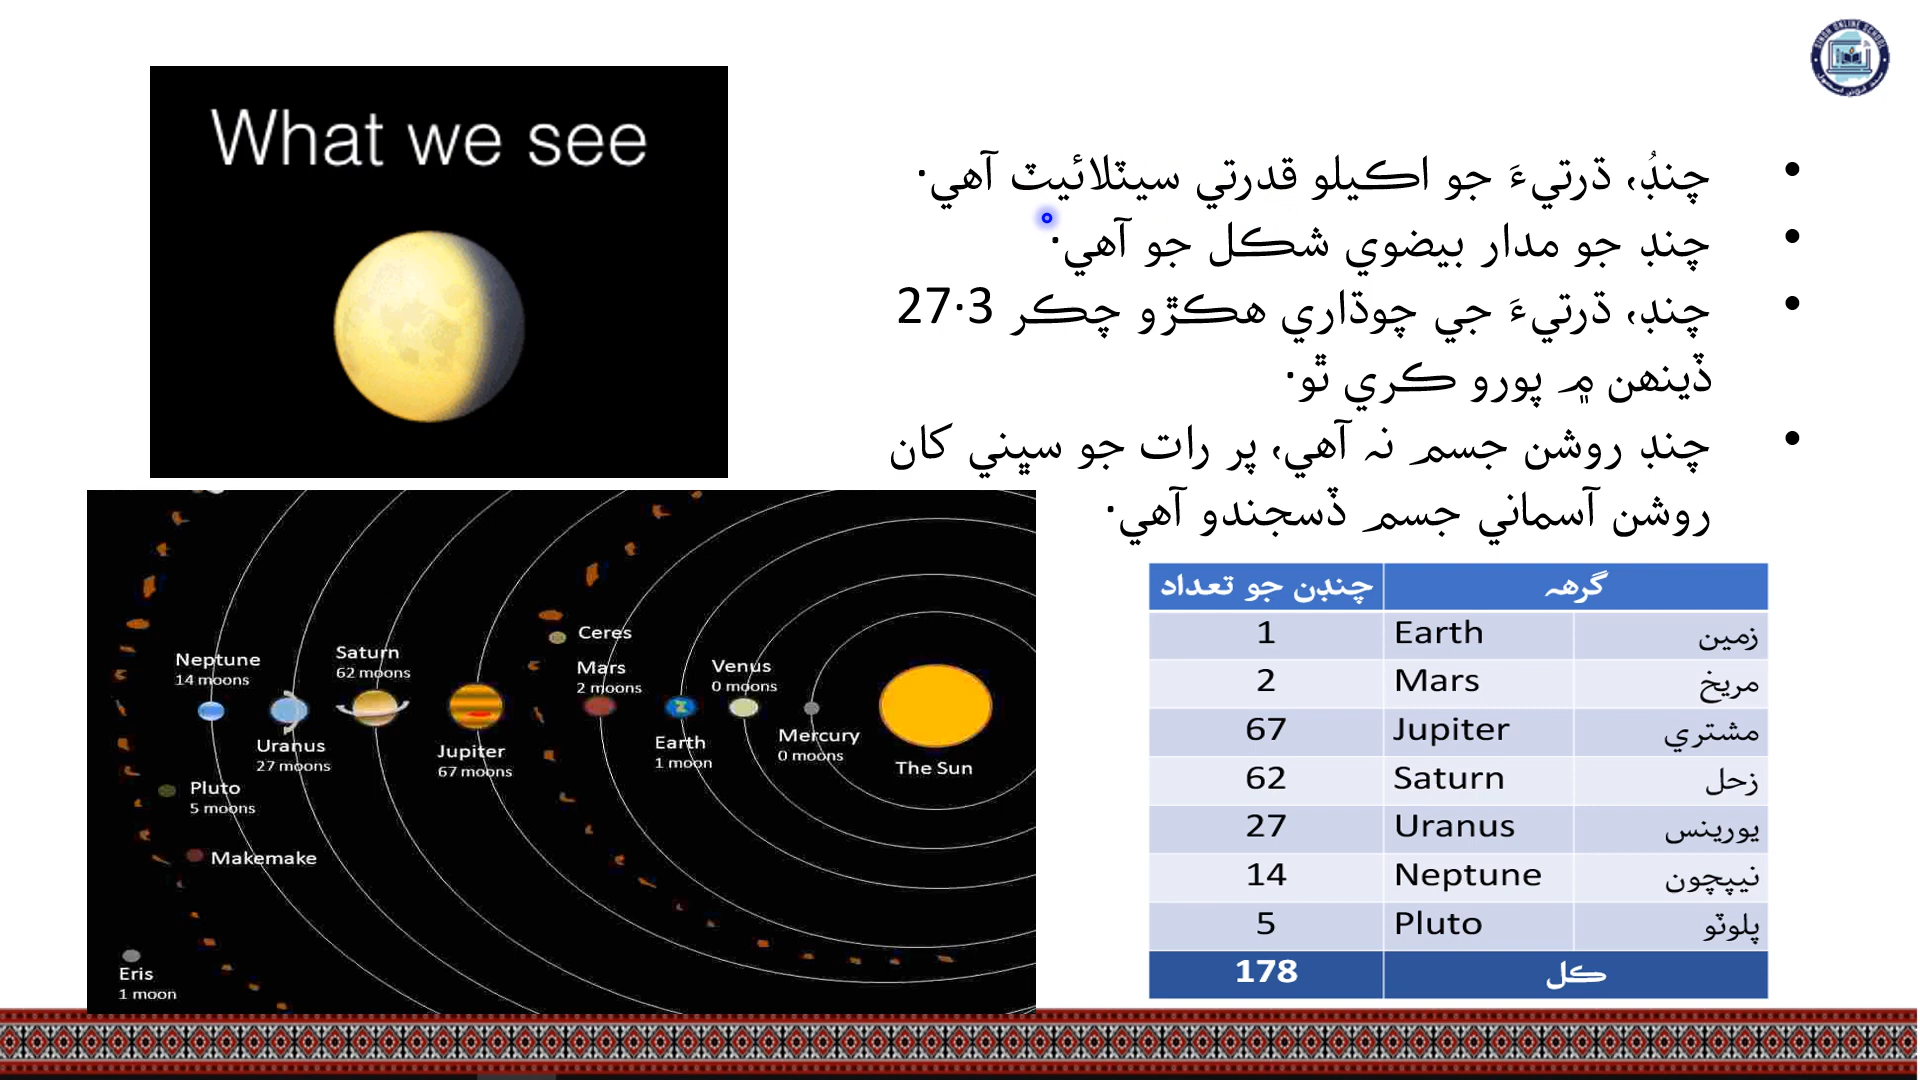 What we see
چنڊُ، ڌرتيءَ جو اڪيلو قدرتي سيٽلائيٽ آهي.
چنڊ جو مدار بيضوي شڪل جو آهي.
چنڊ، ڌرتيءَ جي چوڌاري هڪڙو چڪر 27.3
ڏينهن ۾ پورو ڪري ٿو.
چنڊ روشن جسم نہ آهي، پر رات جو سڀني کان
روشن آسماني جسم ڏسجندو آهي.
Ceres
Neptune
14 moons
Saturn
62 moons
Mars
2 moons
Venus
0 moons
Uranus
27 moons
Jupiter
67 moons
Earth
1 moon
Mercury
0 moons
The Sun
Pluto
5 moons
Makemake
Eris
1 moon
گرهہ چنڊن جو تعداد
زمين Earth 1
مريخ Mars 2
مشتري Jupiter 67
زحل Saturn 62
يورينس Uranus 27
نيپچون Neptune 14
پلوٽو Pluto 5
ڪل 178
SINDH ONLINE SCHOOL